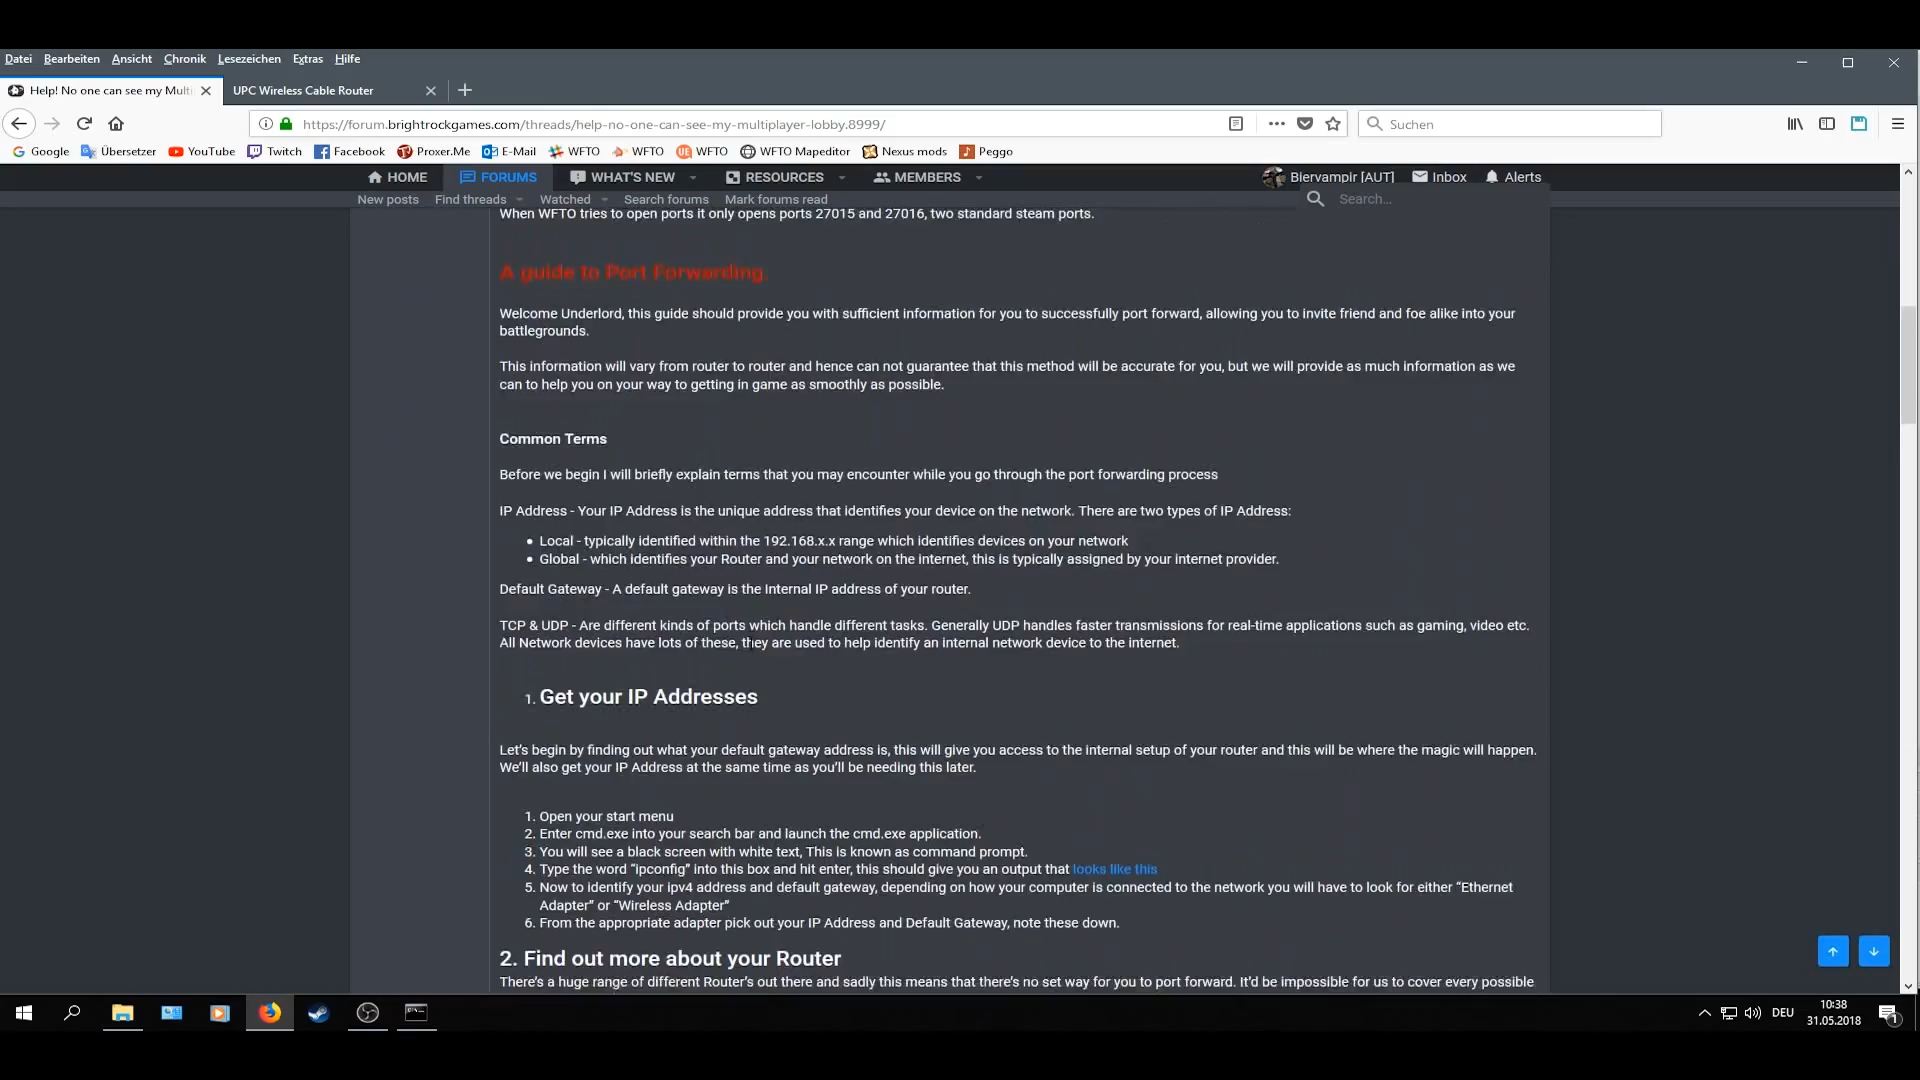 Datei Bearbeiten Ansicht Chronik Lesezeichen Extras Hilfe
Help! No one can see my Multi
UPC Wireless Cable Router
https://forum.brightrockgames.com/threads/help-no-one-can-see-my-multiplayer-lobby.8999/
Suchen
Google Übersetzer YouTube Twitch Facebook Proxer.Me E-Mail WFTO WFTO WFTO WFTO Mapeditor Nexus mods Peggo
HOME FORUMS WHAT'S NEW RESOURCES MEMBERS Biervampir [AUT] Inbox Alerts
New posts Find threads Watched Search forums Mark forums read Search...
When WFTO tries to open ports it only opens ports 27015 and 27016, two standard steam ports.
A guide to Port Forwarding
Welcome Underlord, this guide should provide you with sufficient information for you to successfully port forward, allowing you to invite friend and foe alike into your
battlegrounds.
This information will vary from router to router and hence can not guarantee that this method will be accurate for you, but we will provide as much information as we
can to help you on your way to getting in game as smoothly as possible.
Common Terms
Before we begin I will briefly explain terms that you may encounter while you go through the port forwarding process
IP Address - Your IP Address is the unique address that identifies your device on the network. There are two types of IP Address:
• Local - typically identified within the 192.168.x.x range which identifies devices on your network
• Global - which identifies your Router and your network on the internet, this is typically assigned by your internet provider.
Default Gateway - A default gateway is the Internal IP address of your router.
TCP & UDP - Are different kinds of ports which handle different tasks. Generally UDP handles faster transmissions for real-time applications such as gaming, video etc.
All Network devices have lots of these, they are used to help identify an internal network device to the internet.
1. Get your IP Addresses
Let's begin by finding out what your default gateway address is, this will give you access to the internal setup of your router and this will be where the magic will happen.
We'll also get your IP Address at the same time as you'll be needing this later.
1. Open your start menu
2. Enter cmd.exe into your search bar and launch the cmd.exe application.
3. You will see a black screen with white text, This is known as command prompt.
4. Type the word “ipconfig” into this box and hit enter, this should give you an output that looks like this
5. Now to identify your ipv4 address and default gateway, depending on how your computer is connected to the network you will have to look for either “Ethernet
Adapter” or “Wireless Adapter”
6. From the appropriate adapter pick out your IP Address and Default Gateway, note these down.
2. Find out more about your Router
There's a huge range of different Router's out there and sadly this means that there's no set way for you to port forward. It'd be impossible for us to cover every possible
DEU
10:38
31.05.2018
1